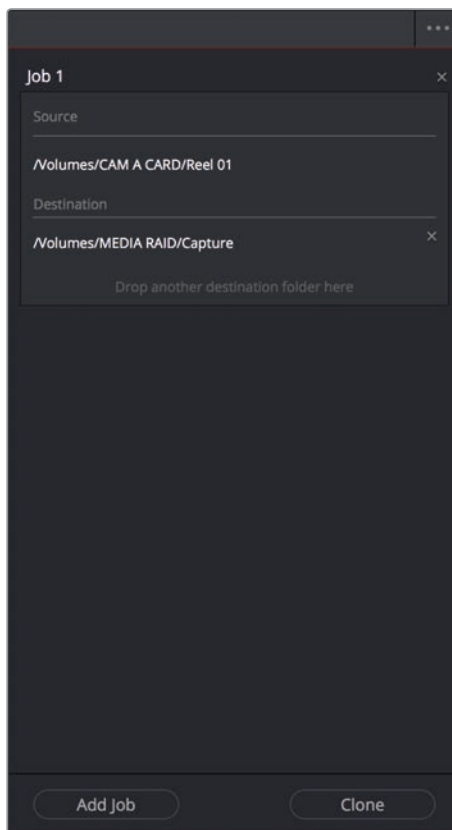 Job 1
Source
/Volumes/CAM A CARD/Reel 01
Destination
/Volumes/MEDIA RAID/Capture
Drop another destination folder here
Add Job
Clone